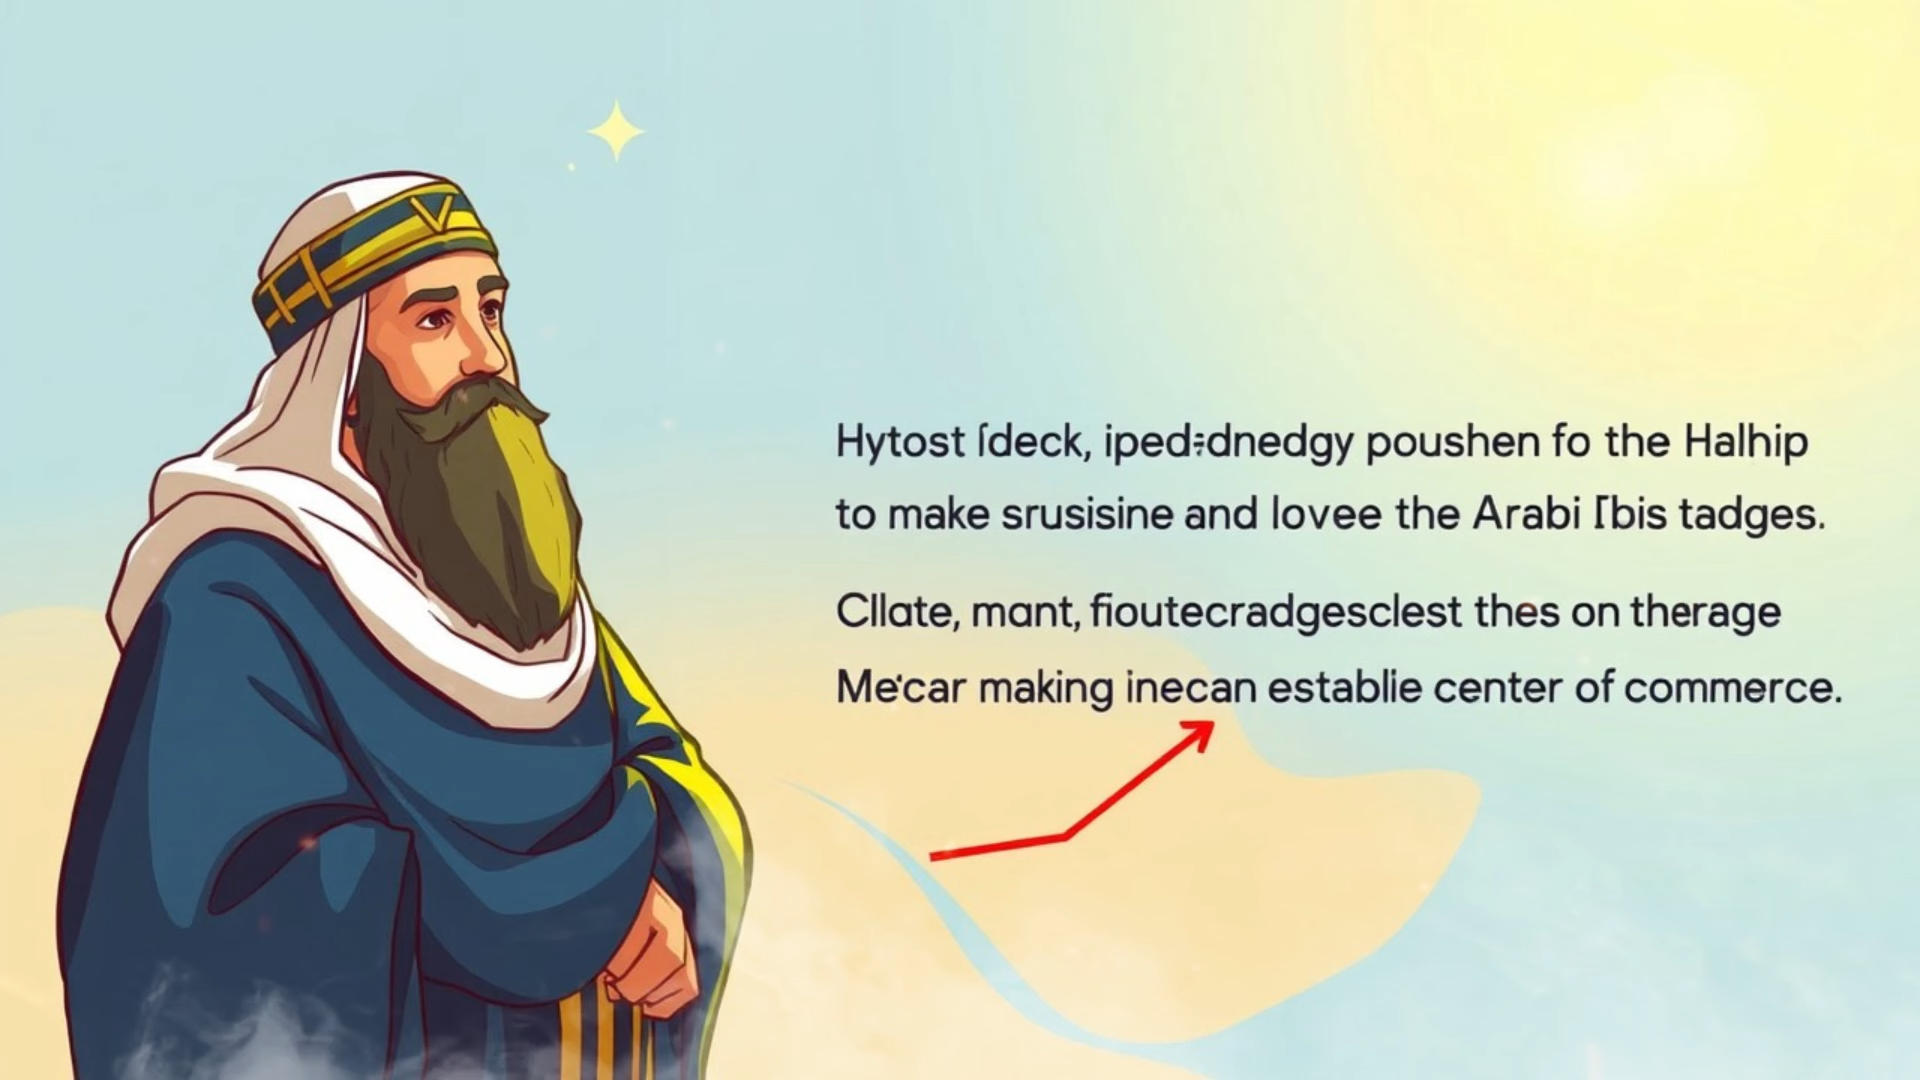 Hytost ſdeck, iped÷dnedgy poushen fo the Halhip
to make srusisine and lovee the Arabi Ibis tadges.
Cllate, mant, fioutecradgesclest thes on therage
Me'car making inecan establie center of commerce.